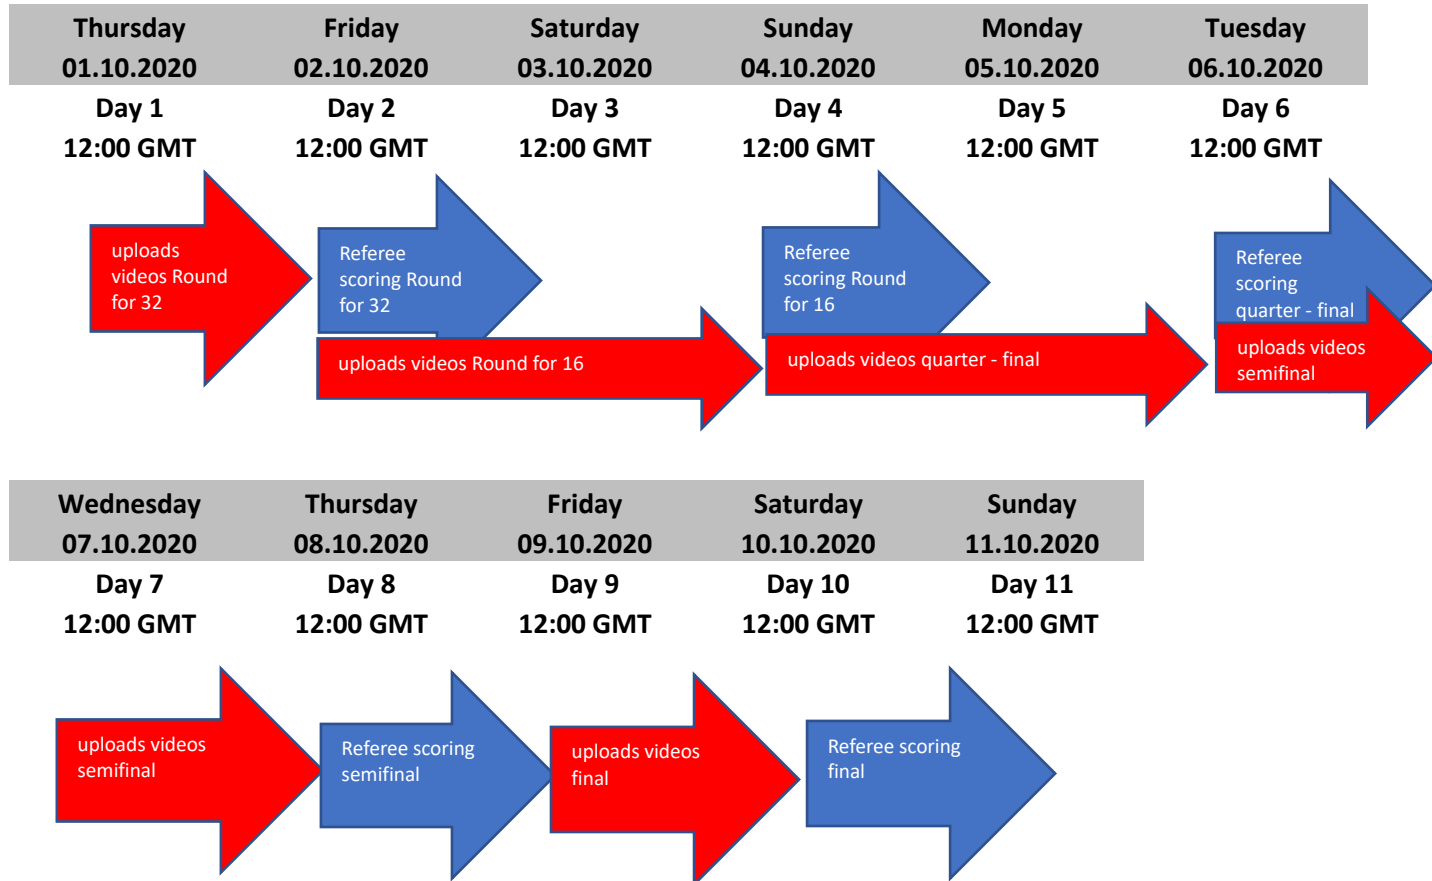 Thursday Friday Saturday Sunday Monday Tuesday
01.10.2020 02.10.2020 03.10.2020 04.10.2020 05.10.2020 06.10.2020
Day 1 Day 2 Day 3 Day 4 Day 5 Day 6
12:00 GMT 12:00 GMT 12:00 GMT 12:00 GMT 12:00 GMT 12:00 GMT
uploads
videos Round
for 32
Referee
scoring Round
for 32
uploads videos Round for 16
Referee
scoring Round
for 16
uploads videos quarter - final
Referee
scoring
quarter - final
uploads videos
semifinal
Wednesday Thursday Friday Saturday Sunday
07.10.2020 08.10.2020 09.10.2020 10.10.2020 11.10.2020
Day 7 Day 8 Day 9 Day 10 Day 11
12:00 GMT 12:00 GMT 12:00 GMT 12:00 GMT 12:00 GMT
uploads videos
semifinal
Referee scoring
semifinal
uploads videos
final
Referee scoring
final